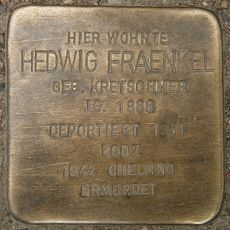 HIER WOHNTE
HEDWIG FRAENKEL
GEB. KRETSCHMER
JG.
DEPORTIERT 1941
LODZ
1942 CHELMNO
ERMORDET